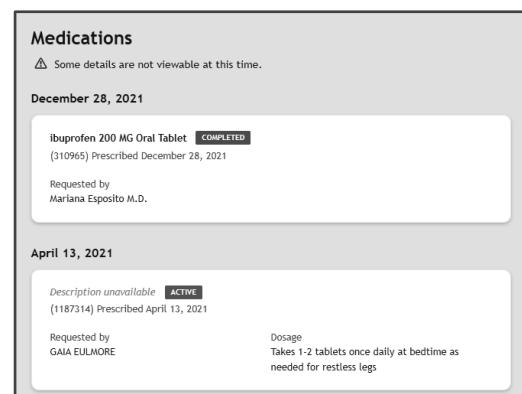 Medications
Some details are not viewable at this time.
December 28, 2021
ibuprofen 200 MG Oral Tablet COMPLETED
(310965) Prescribed December 28, 2021
Requested by
Mariana Esposito M.D.
April 13, 2021
Description unavailable ACTIVE
(1187314) Prescribed April 13, 2021
Requested by
GAIA EULMORE
Dosage
Takes 1-2 tablets once daily at bedtime as
needed for restless legs